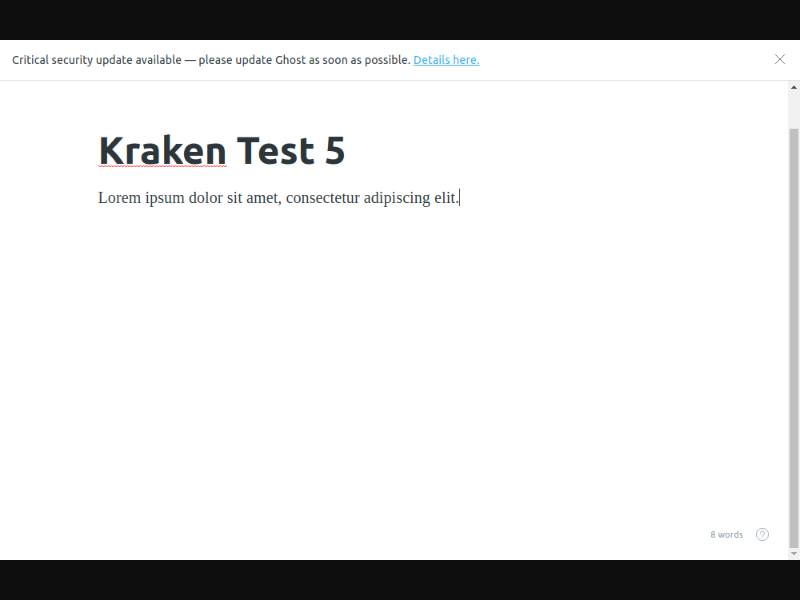 Critical security update available — please update Ghost as soon as possible. Details here.
Kraken Test 5
Lorem ipsum dolor sit amet, consectetur adipiscing elit.
8 words ?